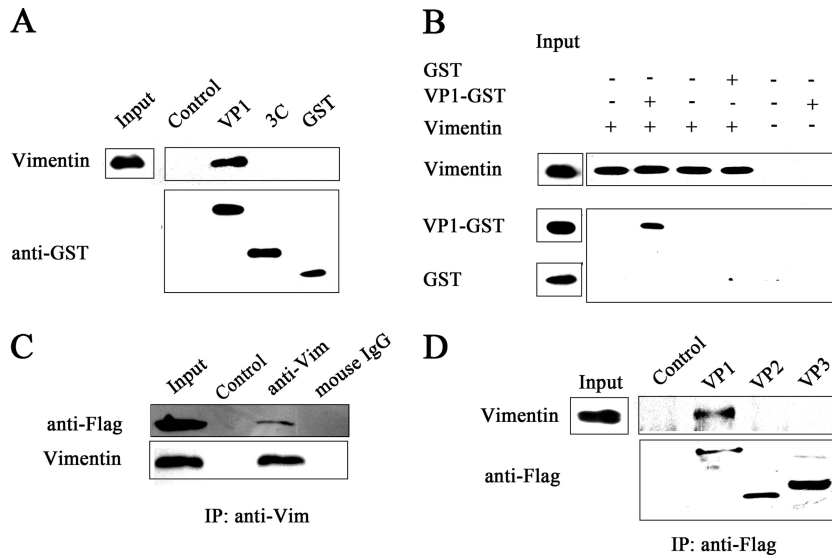 A
Input Control VP1 3C GST
Vimentin
anti-GST
B
Input
GST - - - + - -
VP1-GST - + - - - +
Vimentin + + + + - -
Vimentin
VP1-GST
GST
C
Input Control anti-Vim mouse IgG
anti-Flag
Vimentin
IP: anti-Vim
D
Input Control VP1 VP2 VP3
Vimentin
anti-Flag
IP: anti-Flag